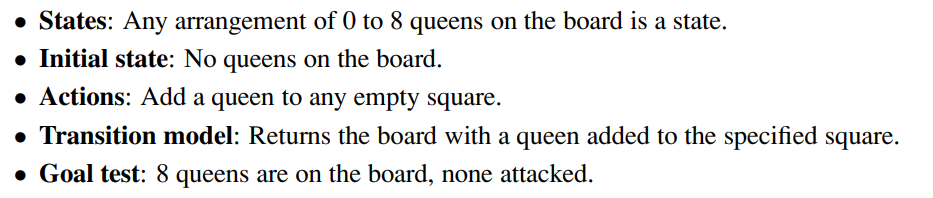 • States: Any arrangement of 0 to 8 queens on the board is a state.
• Initial state: No queens on the board.
• Actions: Add a queen to any empty square.
• Transition model: Returns the board with a queen added to the specified square.
• Goal test: 8 queens are on the board, none attacked.